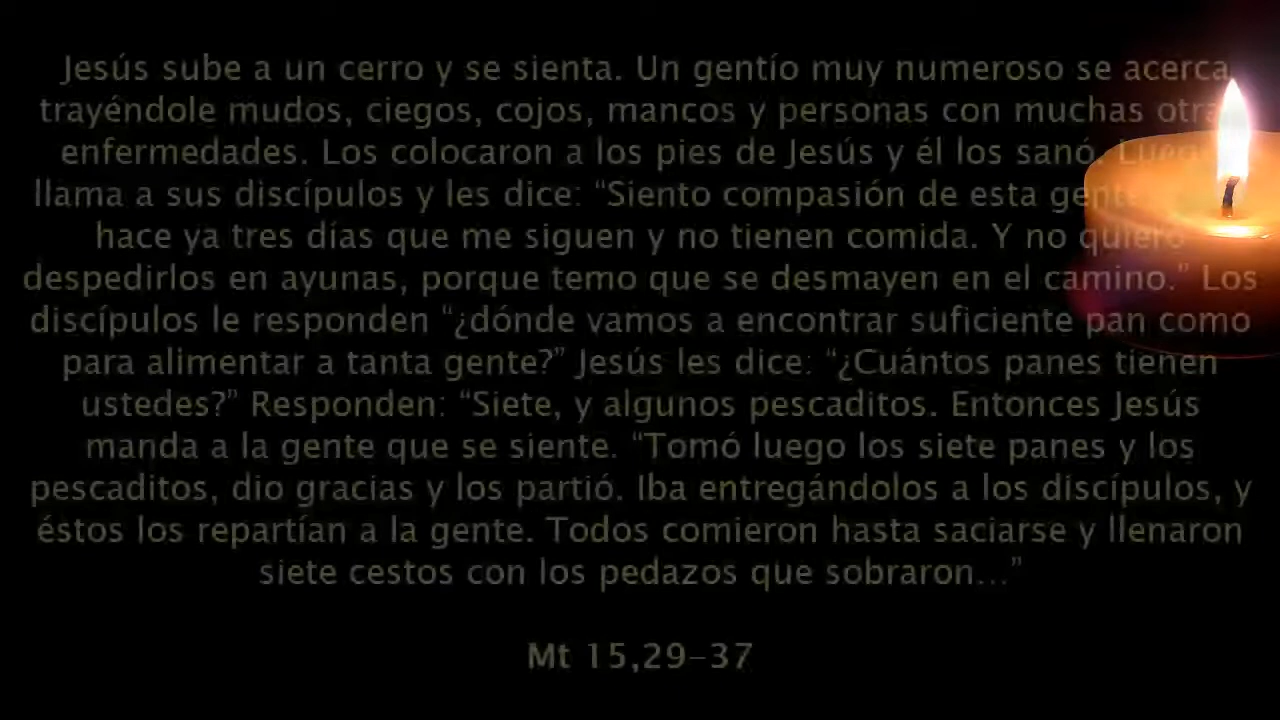 Jesús sube a un cerro y se sienta. Un gentío muy numeroso se acerca
trayéndole mudos, ciegos, cojos, mancos y personas con muchas otras
enfermedades. Los colocaron a los pies de Jesús y él los sanó. Luego
llama a sus discípulos y les dice: “Siento compasión de esta gente,
hace ya tres días que me siguen y no tienen comida. Y no quiero
despedirlos en ayunas, porque temo que se desmayen en el camino.” Los
discípulos le responden “¿dónde vamos a encontrar suficiente pan como
para alimentar a tanta gente?” Jesús les dice: “¿Cuántos panes tienen
ustedes?” Responden: “Siete, y algunos pescaditos. Entonces Jesús
manda a la gente que se siente. “Tomó luego los siete panes y los
pescaditos, dio gracias y los partió. Iba entregándolos a los discípulos, y
éstos los repartían a la gente. Todos comieron hasta saciarse y llenaron
siete cestos con los pedazos que sobraron...”
Mt 15,29-37